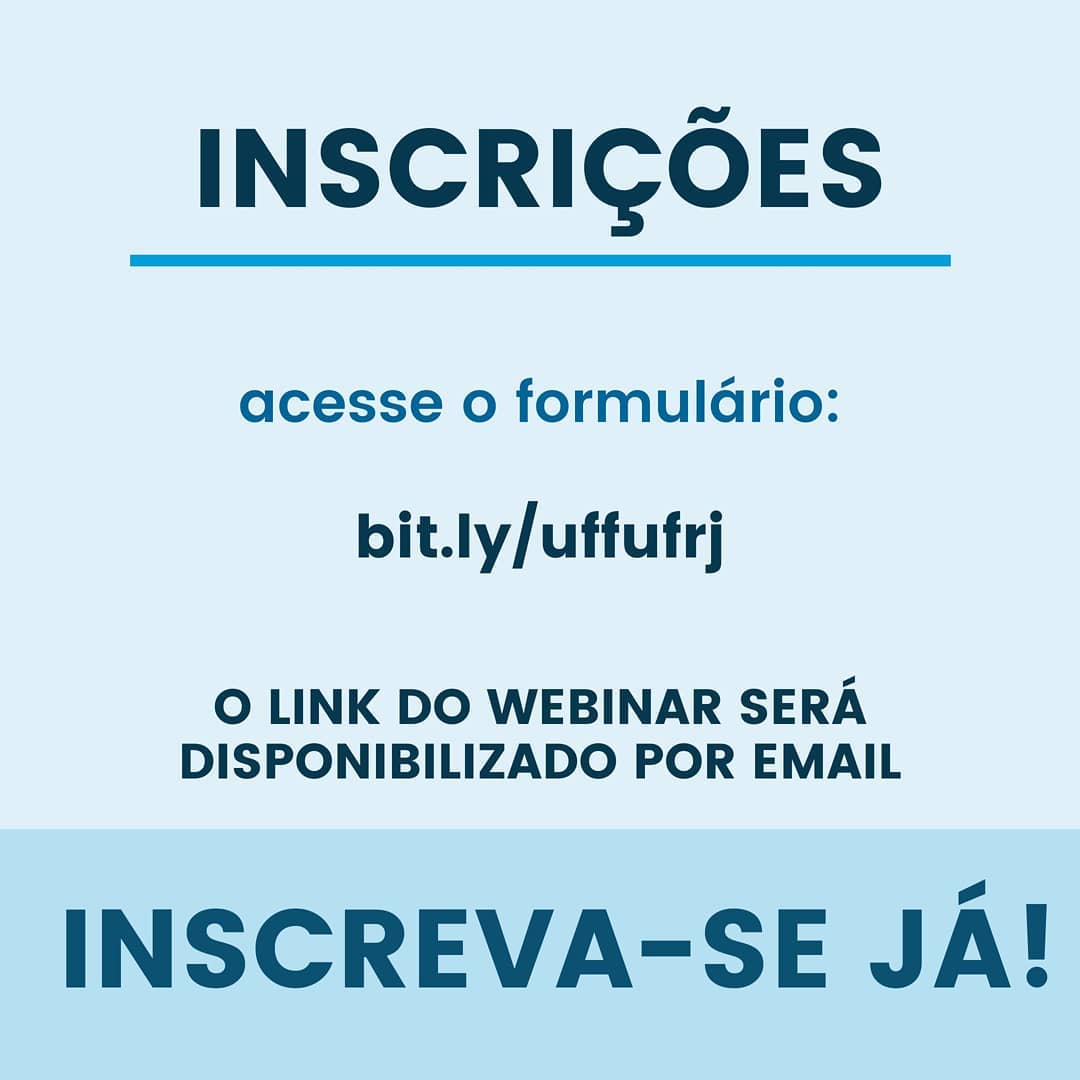 INSCRIÇÕES
acesse o formulário:
bit.ly/uffufrj
O LINK DO WEBINAR SERÁ
DISPONIBILIZADO POR EMAIL
INSCREVA-SE JÁ!